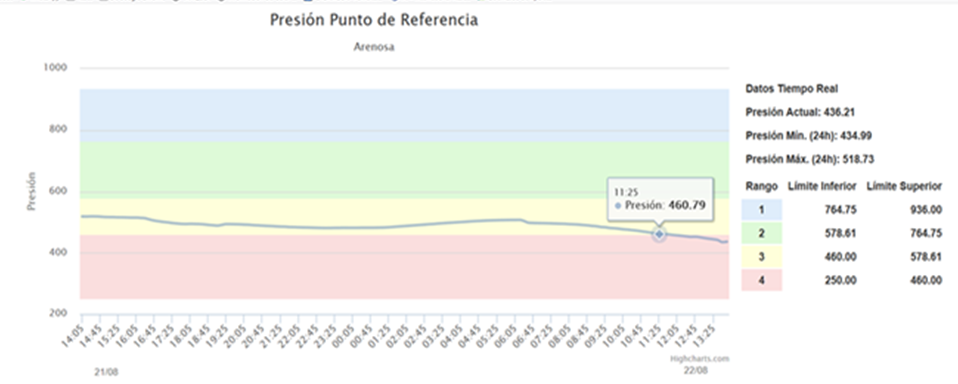 Presión Punto de Referencia
Arenosa
Presión
1000
800
600
400
200
11:25
Presión: 460.79
14:05 14:45 15:25 16:05 16:45 17:25 18:05 18:45 19:25 20:05 20:45 21:25 22:05 22:45 23:25 00:05 00:45 01:25 02:05 02:45 03:25 04:05 04:45 05:25 06:05 06:45 07:25 08:05 08:45 09:25 10:05 10:45 11:25 12:05 12:45 13:25
21/08
22/08
Highcharts.com
Datos Tiempo Real
Presión Actual: 436.21
Presión Mín. (24h): 434.99
Presión Máx. (24h): 518.73
Rango Límite Inferior Límite Superior
1 764.75 936.00
2 578.61 764.75
3 460.00 578.61
4 250.00 460.00